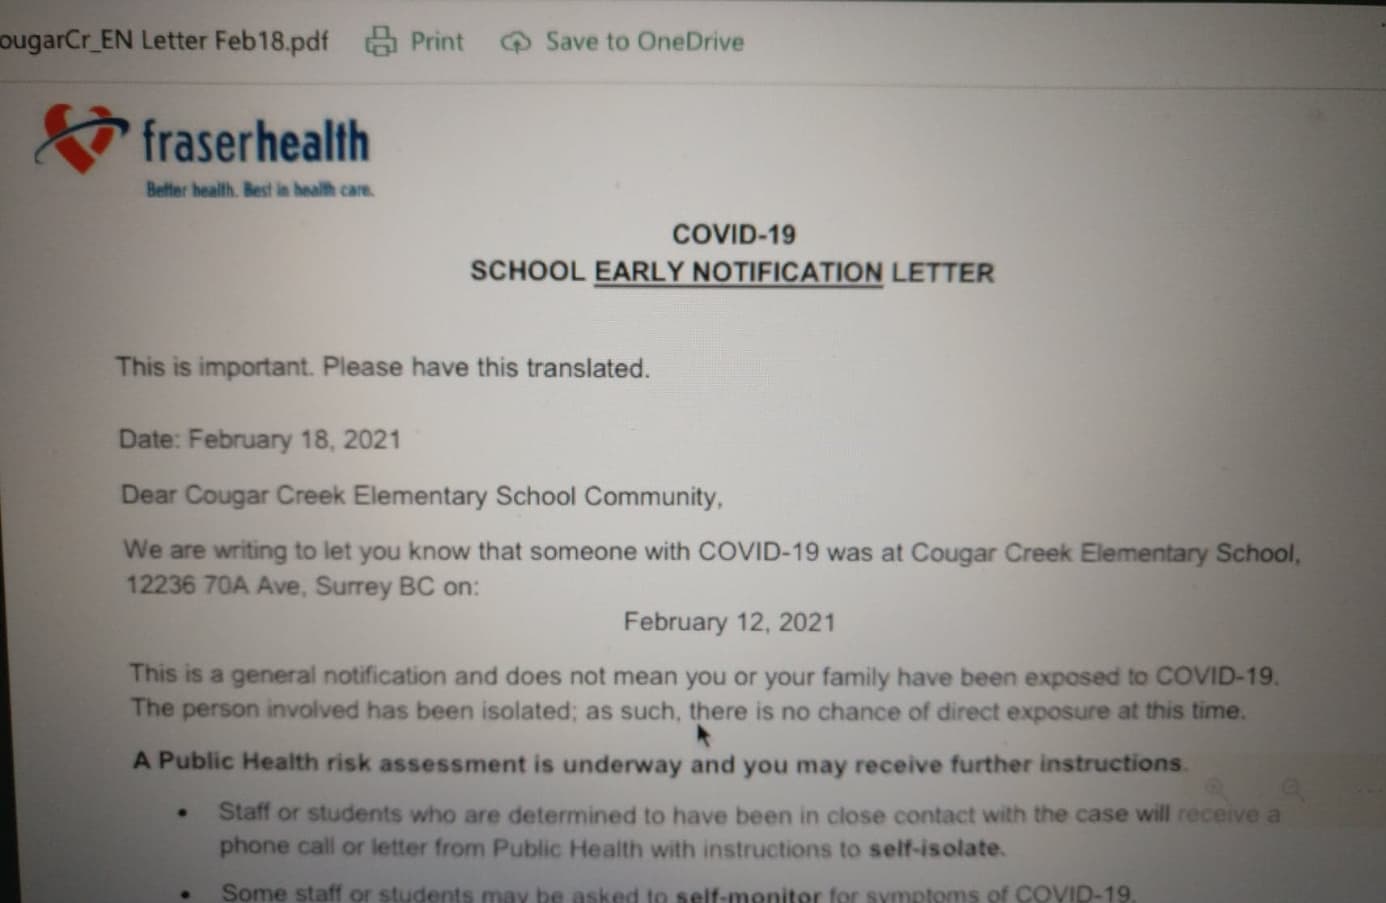 ougarCr_EN Letter Feb18.pdf Print Save to OneDrive
fraserhealth
Better health. Best in health care.
COVID-19
SCHOOL EARLY NOTIFICATION LETTER
This is important. Please have this translated.
Date: February 18, 2021
Dear Cougar Creek Elementary School Community,
We are writing to let you know that someone with COVID-19 was at Cougar Creek Elementary School,
12236 70A Ave, Surrey BC on:
February 12, 2021
This is a general notification and does not mean you or your family have been exposed to COVID-19.
The person involved has been isolated; as such, there is no chance of direct exposure at this time.
A Public Health risk assessment is underway and you may receive further instructions.
• Staff or students who are determined to have been in close contact with the case will receive a
phone call or letter from Public Health with instructions to self-isolate.
• Some staff or students may be asked to self-monitor for symptoms of COVID-19.